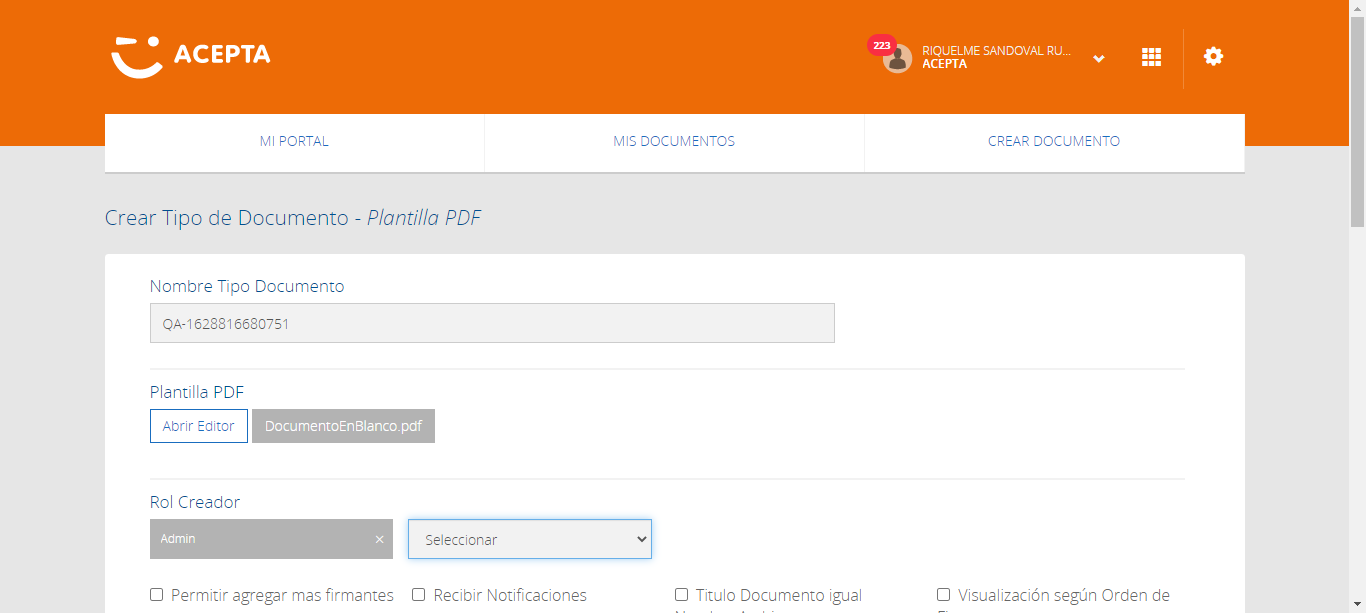 ACEPTA
223
RIQUELME SANDOVAL RU...
ACEPTA
MI PORTAL
MIS DOCUMENTOS
CREAR DOCUMENTO
Crear Tipo de Documento - Plantilla PDF
Nombre Tipo Documento
QA-1628816680751
Plantilla PDF
Abrir Editor
DocumentoEnBlanco.pdf
Rol Creador
Admin ×
Seleccionar
Permitir agregar mas firmantes
Recibir Notificaciones
Titulo Documento igual
Visualización según Orden de